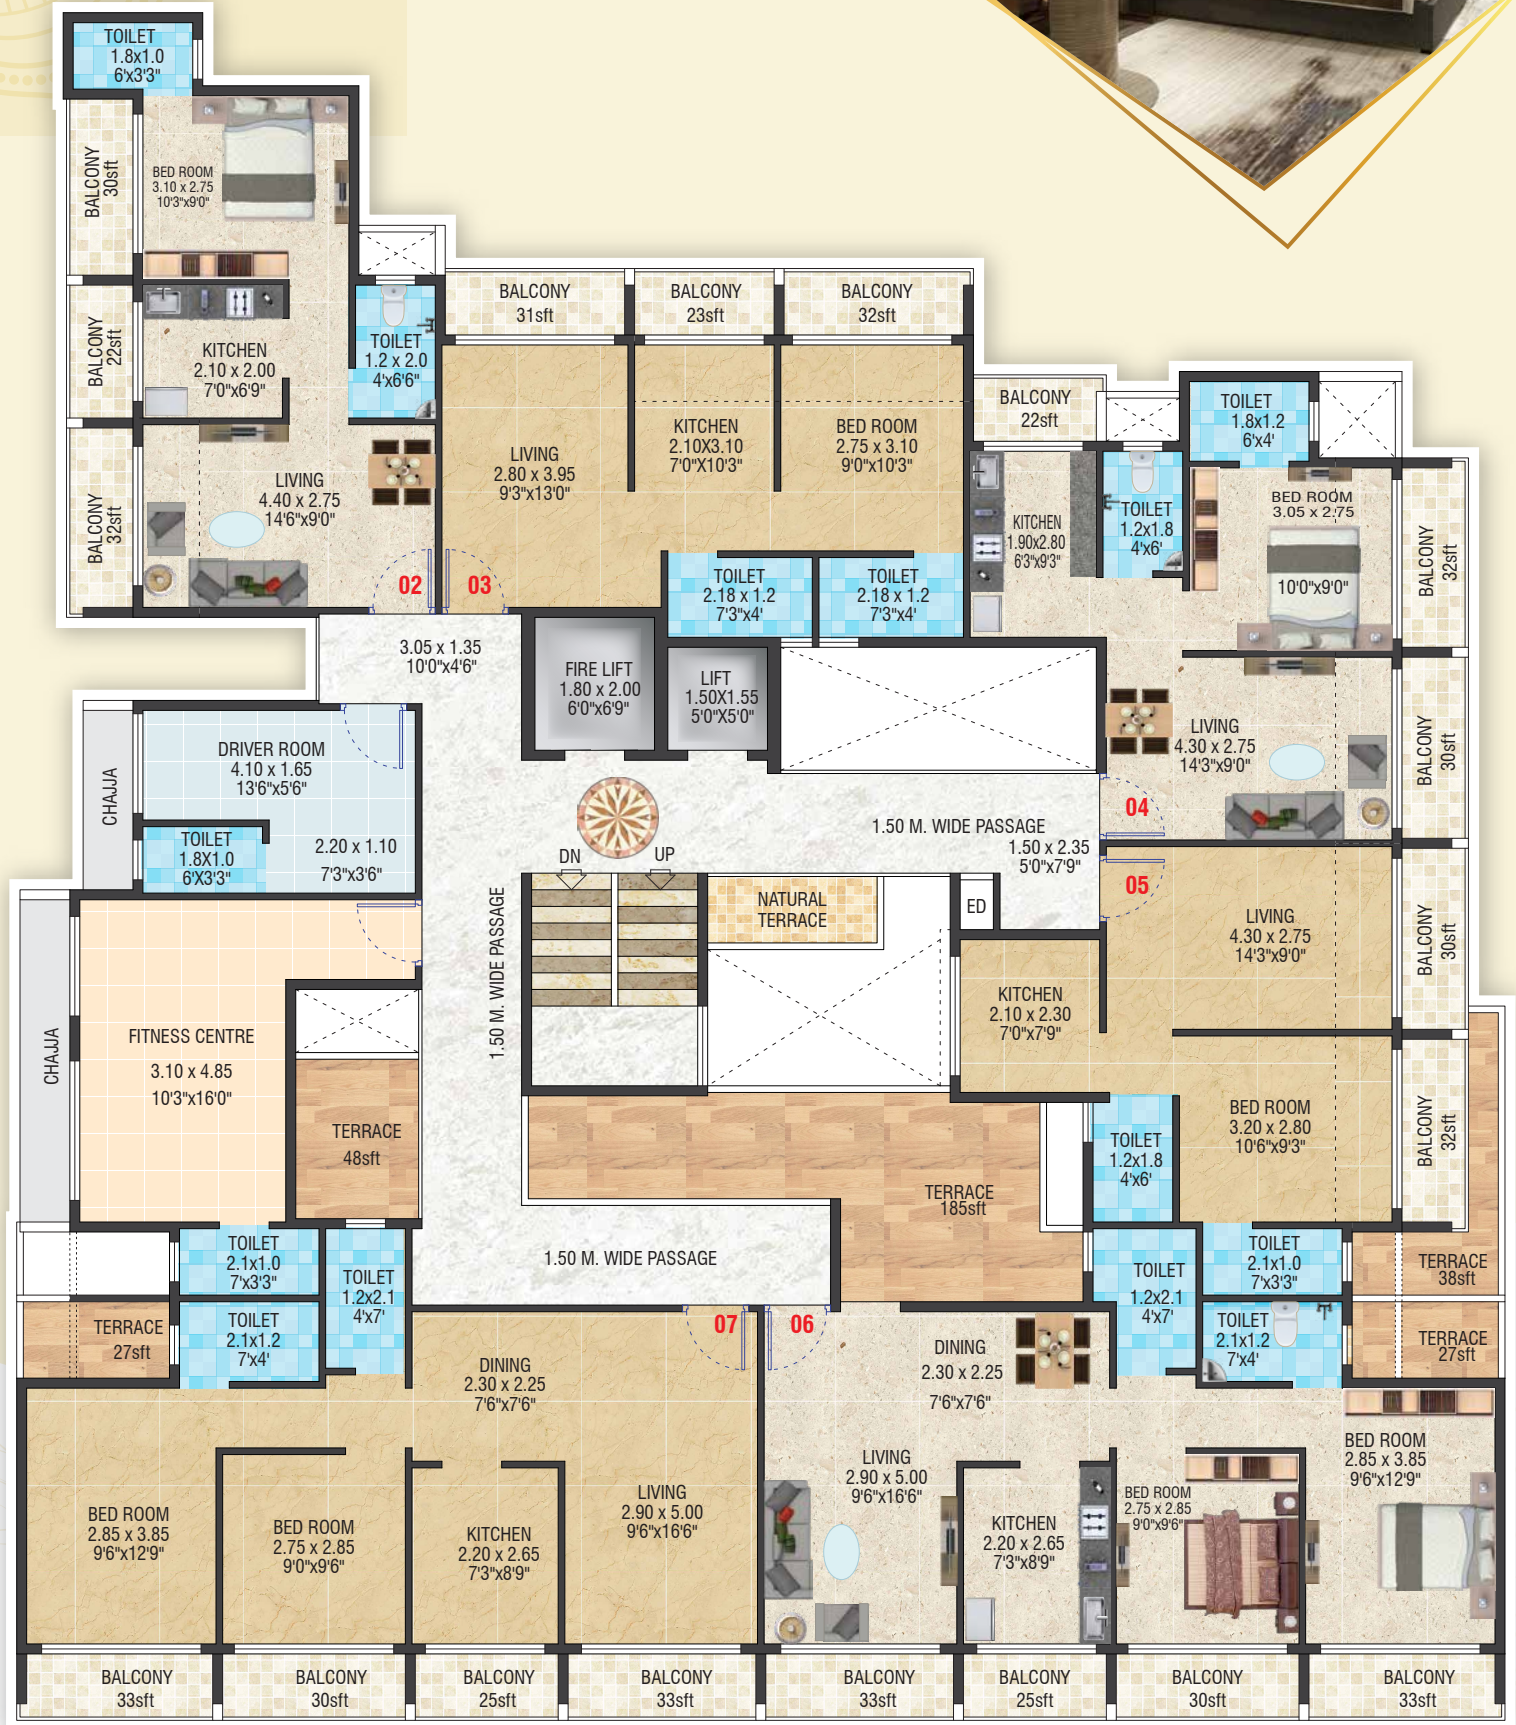 TOILET
1.8x1.0
6'x3'3"
BALCONY
30sft
BED ROOM
3.10 x 2.75
10'3"x9'0"
BALCONY
22sft
KITCHEN
2.10 x 2.00
7'0"x6'9"
TOILET
1.2 x 2.0
4'x6'6"
BALCONY
32sft
LIVING
4.40 x 2.75
14'6"x9'0"
02
03
BALCONY
31sft
BALCONY
23sft
BALCONY
32sft
LIVING
2.80 x 3.95
9'3"x13'0"
KITCHEN
2.10X3.10
7'0"X10'3"
BED ROOM
2.75 x 3.10
9'0"x10'3"
TOILET
2.18 x 1.2
7'3"x4'
TOILET
2.18 x 1.2
7'3"x4'
BALCONY
22sft
TOILET
1.8x1.2
6'x4'
KITCHEN
1.90x2.80
6'3"x9'3"
TOILET
1.2x1.8
4'x6'
BED ROOM
3.05 x 2.75
10'0"x9'0"
BALCONY
32sft
LIVING
4.30 x 2.75
14'3"x9'0"
BALCONY
30sft
04
3.05 x 1.35
10'0"x4'6"
FIRE LIFT
1.80 x 2.00
6'0"x6'9"
LIFT
1.50X1.55
5'0"X5'0"
DRIVER ROOM
4.10 x 1.65
13'6"x5'6"
CHAJJA
TOILET
1.8X1.0
6'X3'3"
2.20 x 1.10
7'3"x3'6"
1.50 M. WIDE PASSAGE
1.50 x 2.35
5'0"x7'9"
DN
UP
05
NATURAL
TERRACE
ED
LIVING
4.30 x 2.75
14'3"x9'0"
BALCONY
30sft
KITCHEN
2.10 x 2.30
7'0"x7'9"
1.50 M. WIDE PASSAGE
CHAJJA
FITNESS CENTRE
3.10 x 4.85
10'3"x16'0"
TERRACE
48sft
BED ROOM
3.20 x 2.80
10'6"x9'3"
BALCONY
32sft
TOILET
1.2x1.8
4'x6'
TERRACE
185sft
1.50 M. WIDE PASSAGE
TOILET
2.1x1.0
7'x3'3"
TOILET
1.2x2.1
4'x7'
TOILET
2.1x1.2
7'x4'
TERRACE
27sft
TOILET
1.2x2.1
4'x7'
TOILET
2.1x1.0
7'x3'3"
TERRACE
38sft
TOILET
2.1x1.2
7'x4'
TERRACE
27sft
07
06
DINING
2.30 x 2.25
7'6"x7'6"
DINING
2.30 x 2.25
7'6"x7'6"
BED ROOM
2.85 x 3.85
9'6"x12'9"
BED ROOM
2.75 x 2.85
9'0"x9'6"
KITCHEN
2.20 x 2.65
7'3"x8'9"
LIVING
2.90 x 5.00
9'6"x16'6"
LIVING
2.90 x 5.00
9'6"x16'6"
KITCHEN
2.20 x 2.65
7'3"x8'9"
BED ROOM
2.75 x 2.85
9'0"x9'6"
BED ROOM
2.85 x 3.85
9'6"x12'9"
BALCONY
33sft
BALCONY
30sft
BALCONY
25sft
BALCONY
33sft
BALCONY
33sft
BALCONY
25sft
BALCONY
30sft
BALCONY
33sft